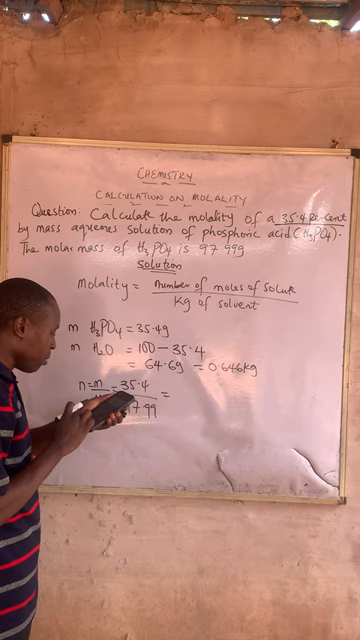 CHEMISTRY
CALCULATION ON MOLALITY
Question: Calculate the molality of a 35.4 per cent
by mass aqueous solution of phosphoric acid (H3PO4).
The molar mass of H3PO4 is 97.99g
Solution
Molality = number of moles of solute
Kg of solvent
m H3PO4 = 35.4g
m H2O = 100 - 35.4
= 64.6g = 0.646kg
n = m = 35.4 =
97.99